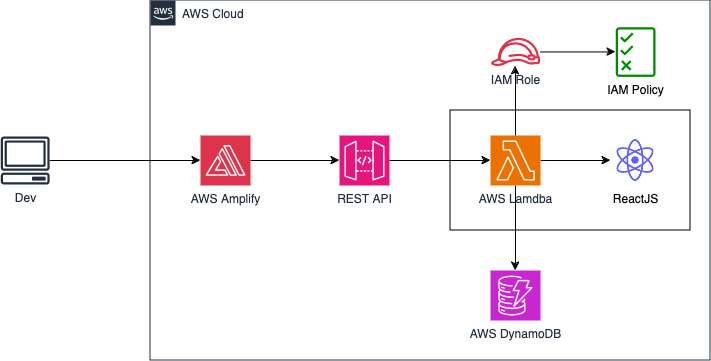 aws
AWS Cloud
IAM Role
IAM Policy
Dev
AWS Amplify
REST API
AWS Lamdba
ReactJS
AWS DynamoDB